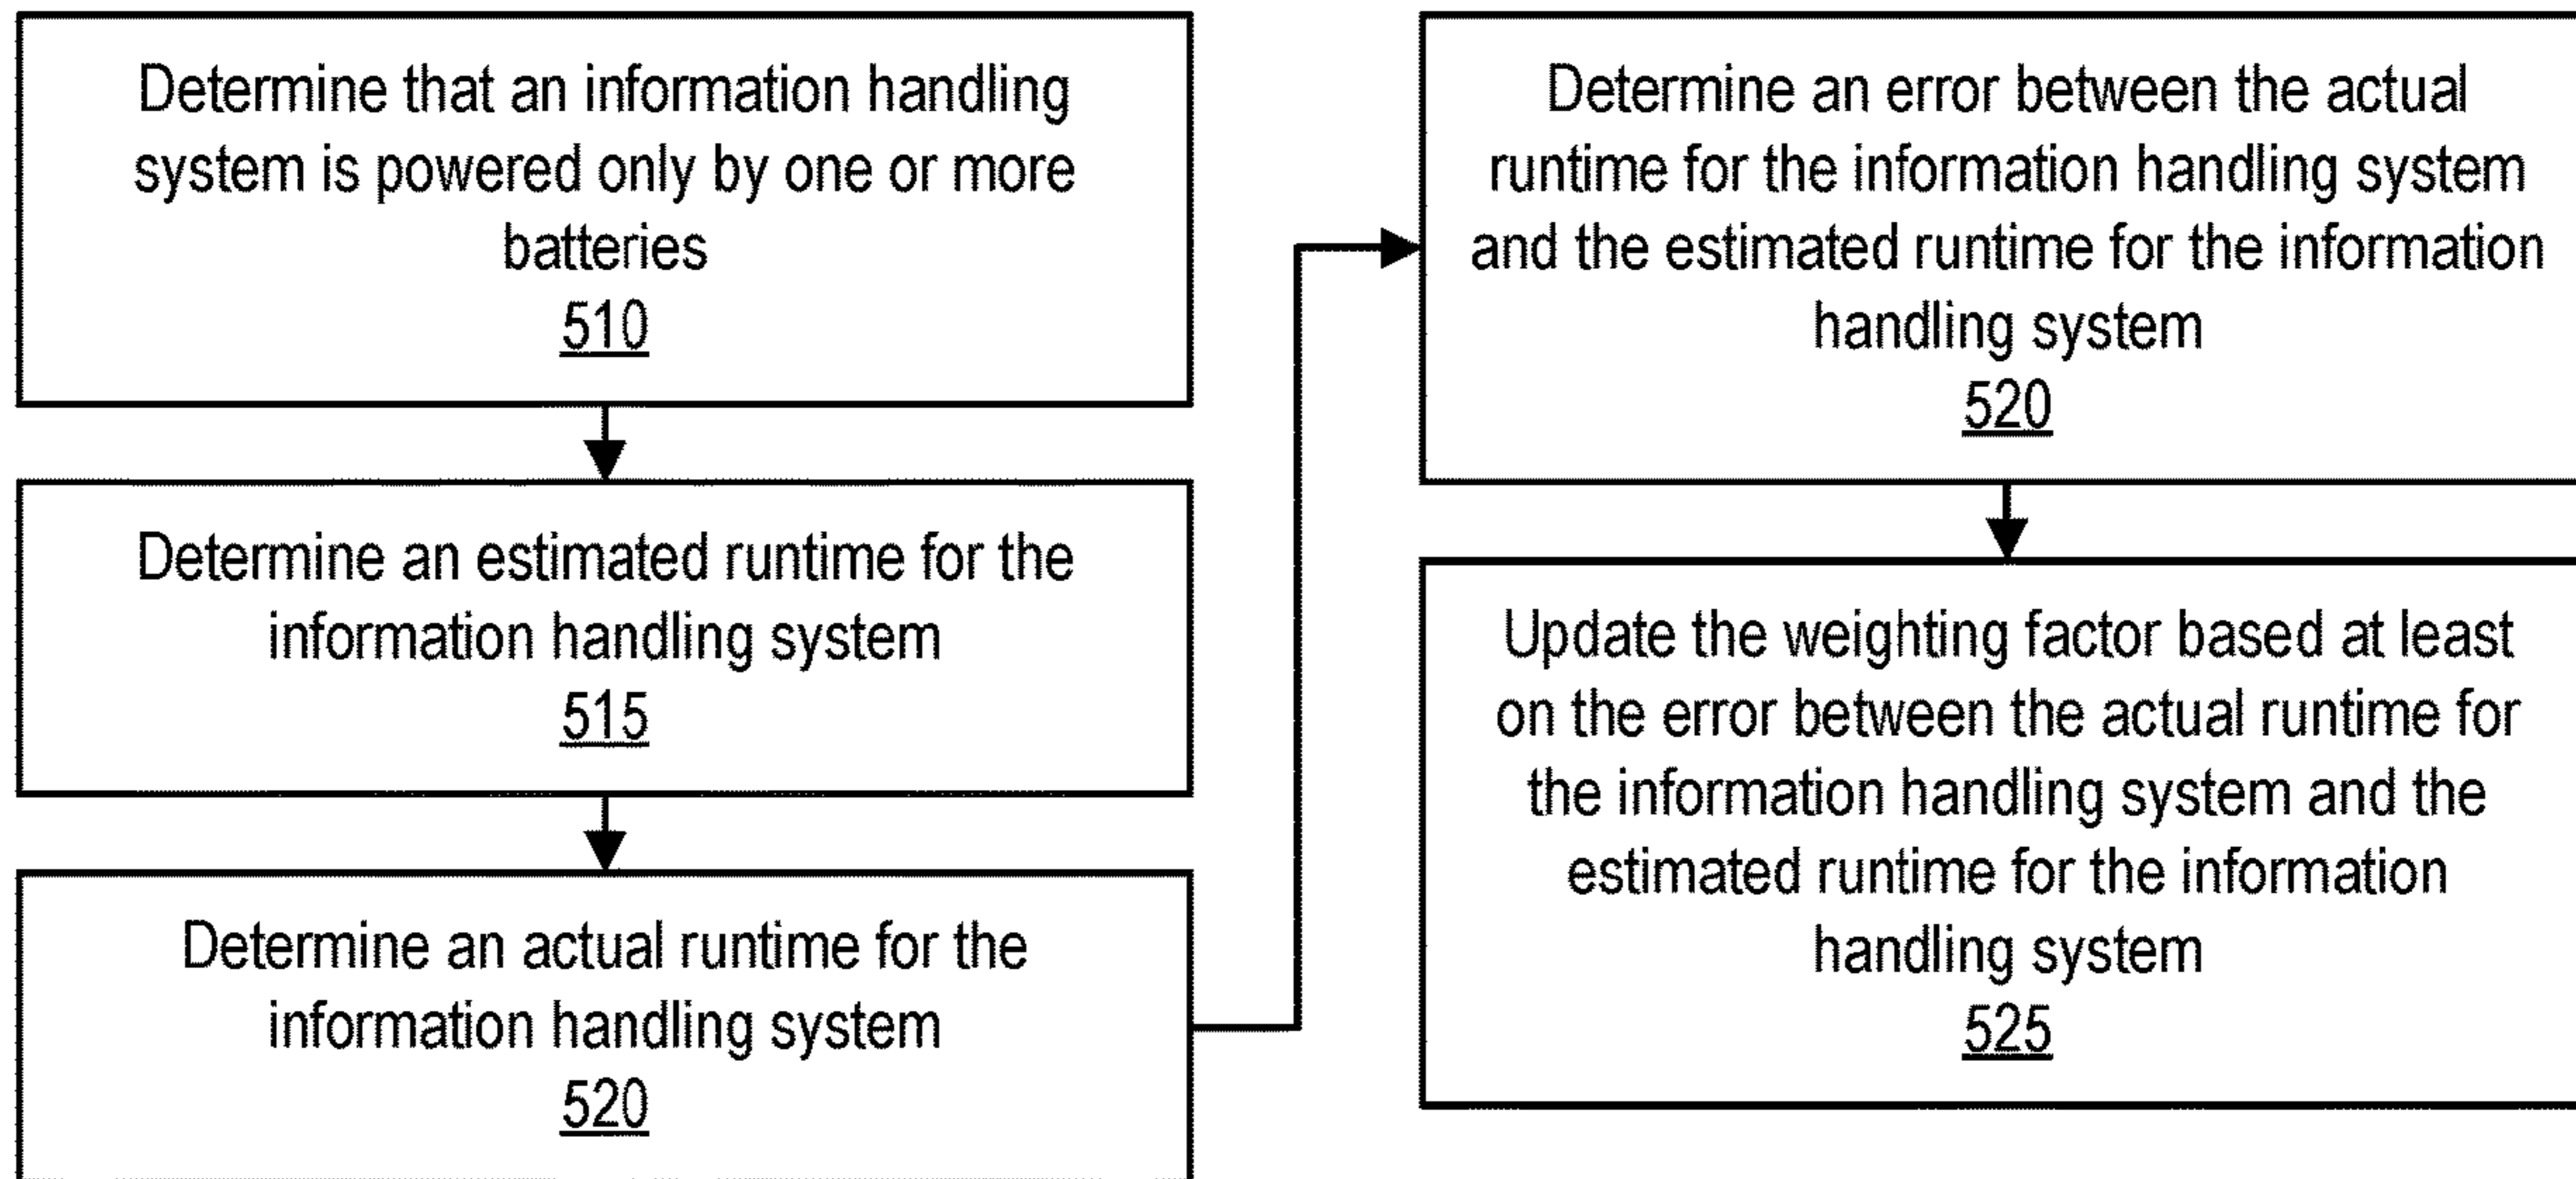 Determine that an information handling
system is powered only by one or more
batteries
510
Determine an estimated runtime for the
information handling system
515
Determine an actual runtime for the
information handling system
520
Determine an error between the actual
runtime for the information handling system
and the estimated runtime for the information
handling system
520
Update the weighting factor based at least
on the error between the actual runtime for
the information handling system and the
estimated runtime for the information
handling system
525